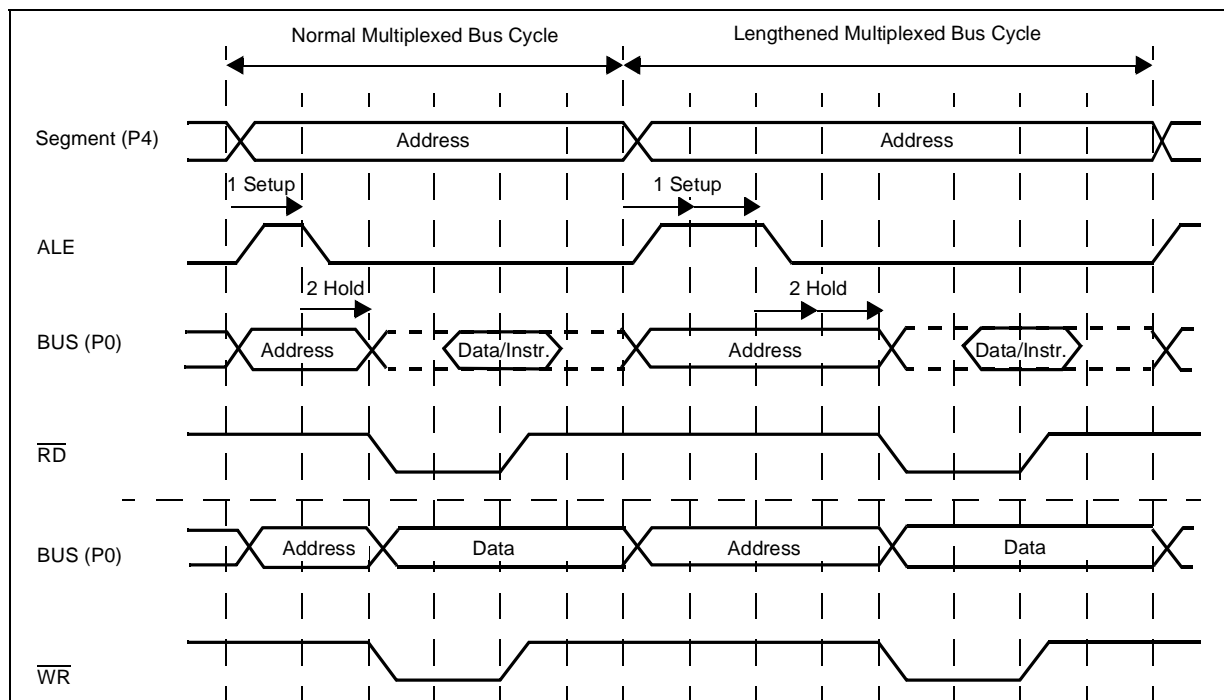 Normal Multiplexed Bus Cycle
Lengthened Multiplexed Bus Cycle
Segment (P4)
Address
Address
1 Setup
1 Setup
ALE
2 Hold
2 Hold
BUS (P0)
Address
Data/Instr.
Address
Data/Instr.
RD
BUS (P0)
Address
Data
Address
Data
WR